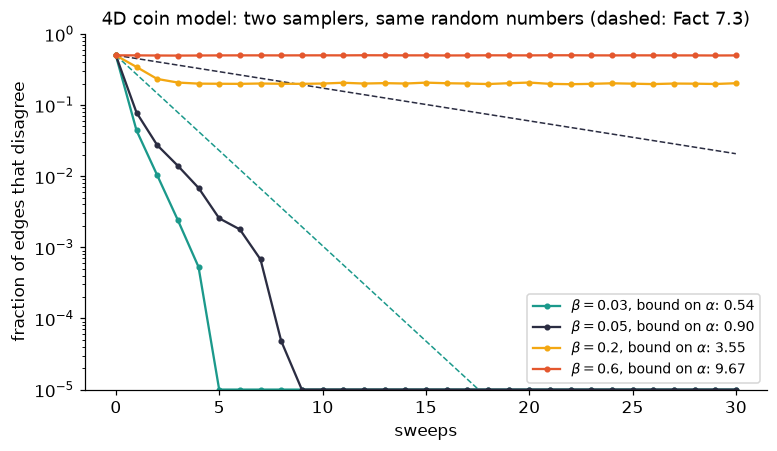 4D coin model: two samplers, same random numbers (dashed: Fact 7.3)
fraction of edges that disagree
10⁰
10⁻¹
10⁻²
10⁻³
10⁻⁴
10⁻⁵
β = 0.03, bound on α: 0.54
β = 0.05, bound on α: 0.90
β = 0.2, bound on α: 3.55
β = 0.6, bound on α: 9.67
0 5 10 15 20 25 30
sweeps